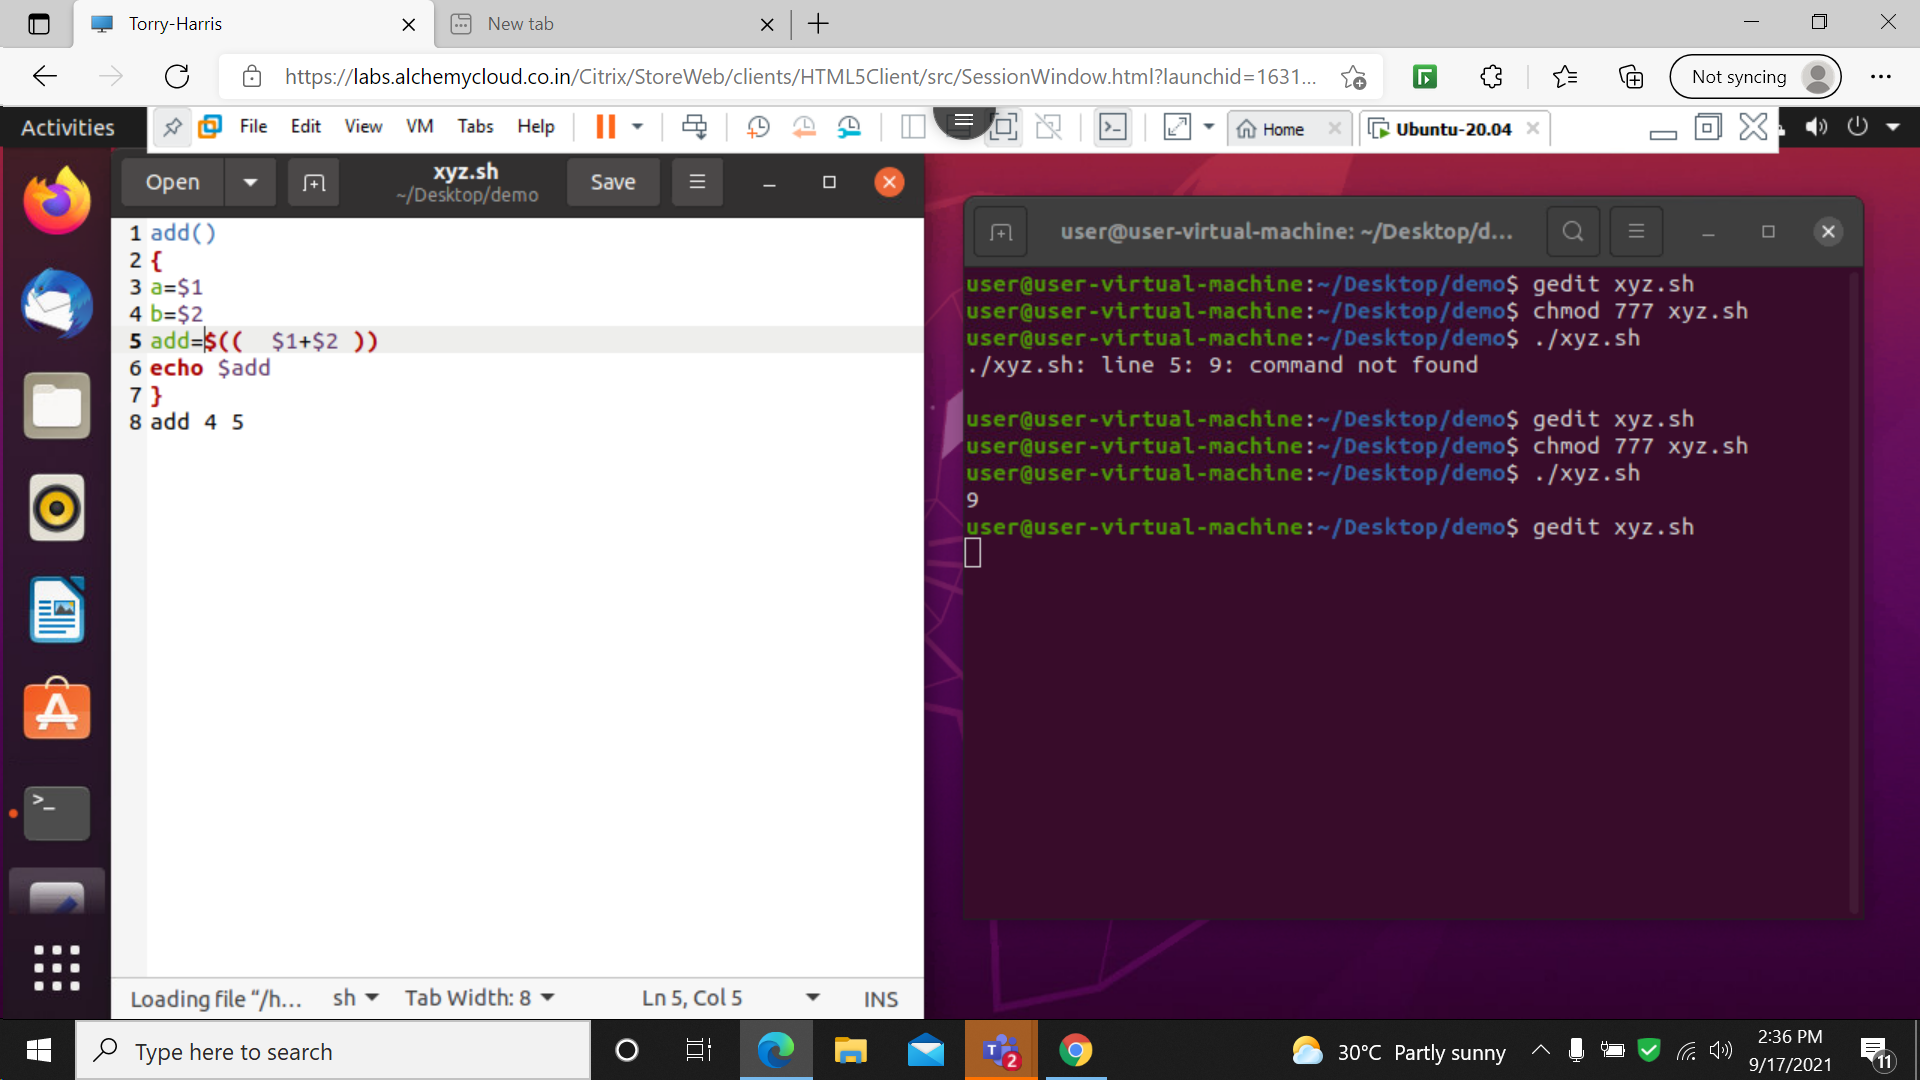 Torry-Harris
New tab
https://labs.alchemycloud.co.in/Citrix/StoreWeb/clients/HTML5Client/src/SessionWindow.html?launchid=1631...
Not syncing
Activities
File Edit View VM Tabs Help
Home
Ubuntu-20.04
Open
xyz.sh
~/Desktop/demo
Save
1 add()
2 {
3 a=$1
4 b=$2
5 add=$((  $1+$2 ))
6 echo $add
7 }
8 add 4 5
Loading file “/h... sh Tab Width: 8 Ln 5, Col 5 INS
user@user-virtual-machine: ~/Desktop/d...
user@user-virtual-machine:~/Desktop/demo$ gedit xyz.sh
user@user-virtual-machine:~/Desktop/demo$ chmod 777 xyz.sh
user@user-virtual-machine:~/Desktop/demo$ ./xyz.sh
./xyz.sh: line 5: 9: command not found
user@user-virtual-machine:~/Desktop/demo$ gedit xyz.sh
user@user-virtual-machine:~/Desktop/demo$ chmod 777 xyz.sh
user@user-virtual-machine:~/Desktop/demo$ ./xyz.sh
9
user@user-virtual-machine:~/Desktop/demo$ gedit xyz.sh
Type here to search
T
2
30°C Partly sunny
2:36 PM
9/17/2021
11